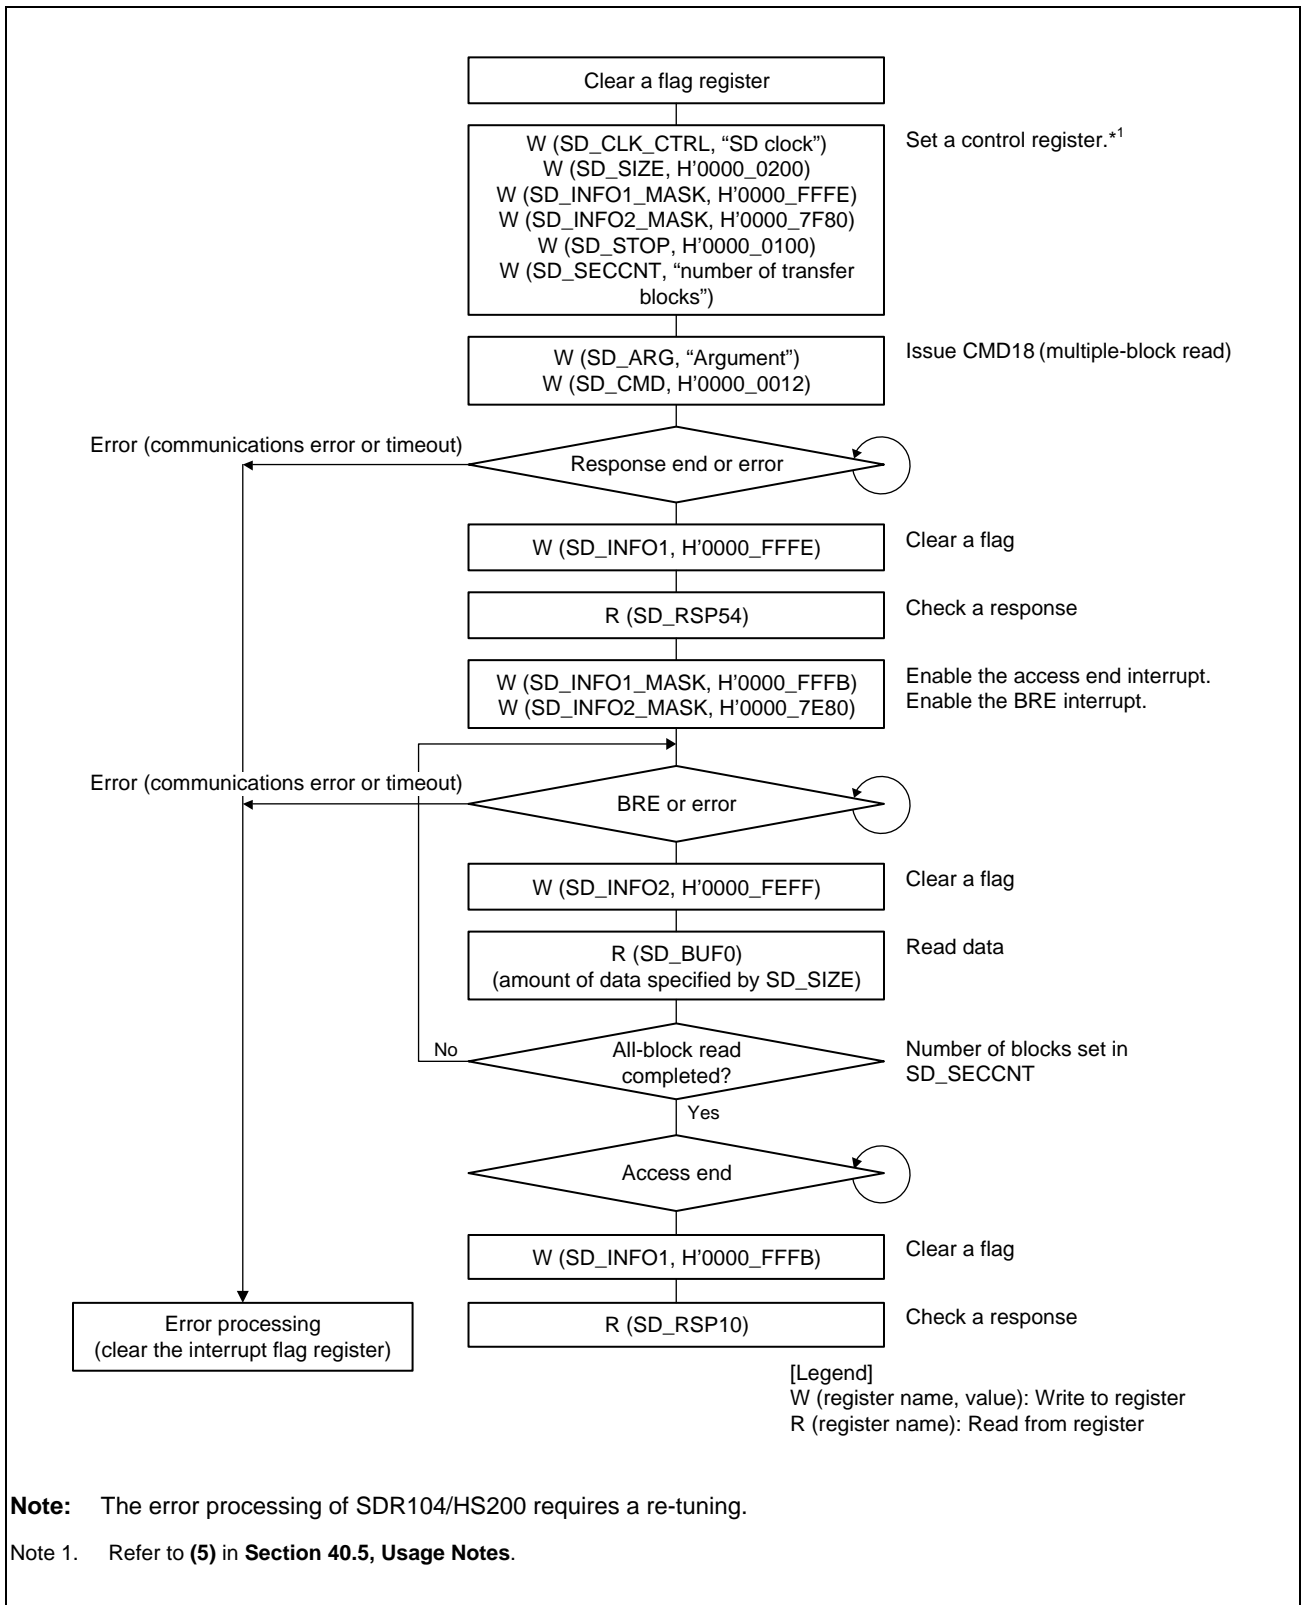 Clear a flag register
W (SD_CLK_CTRL, “SD clock”)
W (SD_SIZE, H'0000_0200)
W (SD_INFO1_MASK, H'0000_FFFE)
W (SD_INFO2_MASK, H'0000_7F80)
W (SD_STOP, H'0000_0100)
W (SD_SECCNT, “number of transfer
blocks”)
Set a control register.*1
W (SD_ARG, “Argument”)
W (SD_CMD, H'0000_0012)
Issue CMD18 (multiple-block read)
Error (communications error or timeout)
Response end or error
W (SD_INFO1, H'0000_FFFE)
Clear a flag
R (SD_RSP54)
Check a response
W (SD_INFO1_MASK, H'0000_FFFB)
W (SD_INFO2_MASK, H'0000_7E80)
Enable the access end interrupt.
Enable the BRE interrupt.
Error (communications error or timeout)
BRE or error
W (SD_INFO2, H'0000_FEFF)
Clear a flag
R (SD_BUF0)
(amount of data specified by SD_SIZE)
Read data
No
All-block read
completed?
Number of blocks set in
SD_SECCNT
Yes
Access end
W (SD_INFO1, H'0000_FFFB)
Clear a flag
Error processing
(clear the interrupt flag register)
R (SD_RSP10)
Check a response
[Legend]
W (register name, value): Write to register
R (register name): Read from register
Note: The error processing of SDR104/HS200 requires a re-tuning.
Note 1. Refer to (5) in Section 40.5, Usage Notes.